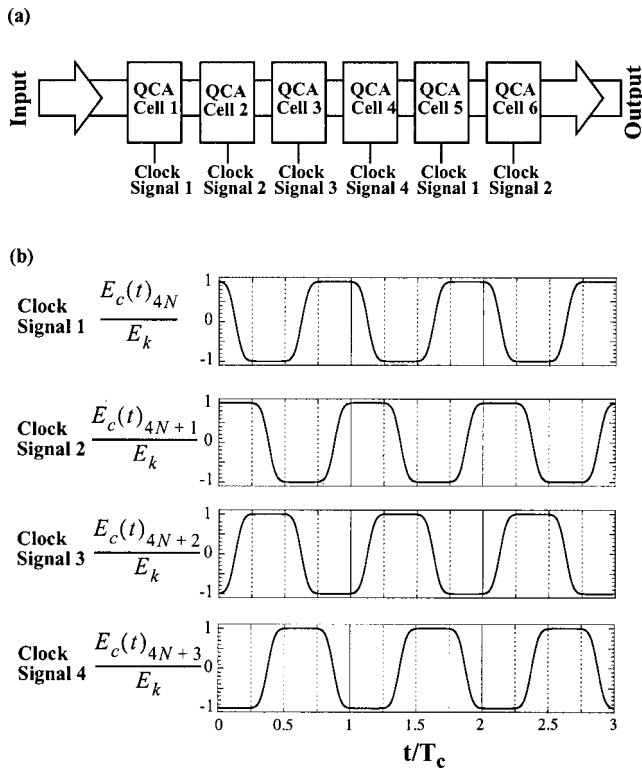 (a)
Input
QCA Cell 1
QCA Cell 2
QCA Cell 3
QCA Cell 4
QCA Cell 5
QCA Cell 6
Output
Clock Signal 1
Clock Signal 2
Clock Signal 3
Clock Signal 4
Clock Signal 1
Clock Signal 2
(b)
Clock Signal 1
E_c(t)_{4N}
E_k
1
0
-1
Clock Signal 2
E_c(t)_{4N + 1}
E_k
1
0
-1
Clock Signal 3
E_c(t)_{4N + 2}
E_k
1
0
-1
Clock Signal 4
E_c(t)_{4N + 3}
E_k
1
0
-1
0 0.5 1 1.5 2 2.5 3
t/T_c